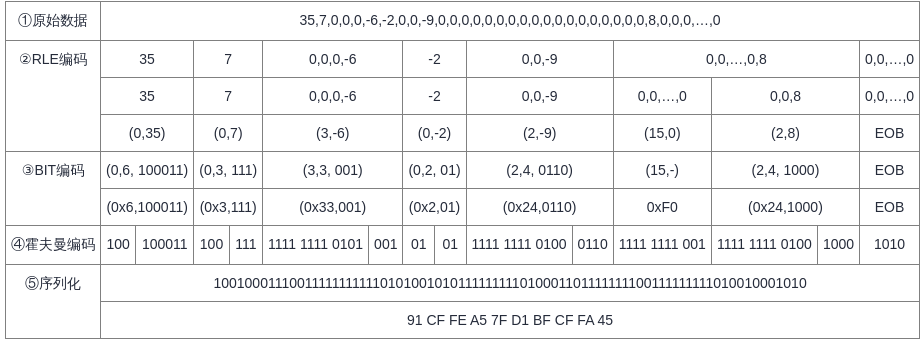 ①原始数据 35,7,0,0,0,-6,-2,0,0,-9,0,0,0,0,0,0,0,0,0,0,0,0,0,0,0,0,0,0,8,0,0,0,…,0
②RLE编码 35 7 0,0,0,-6 -2 0,0,-9 0,0,…,0,8 0,0,…,0
35 7 0,0,0,-6 -2 0,0,-9 0,0,…,0 0,0,8 0,0,…,0
(0,35) (0,7) (3,-6) (0,-2) (2,-9) (15,0) (2,8) EOB
③BIT编码 (0,6, 100011) (0,3, 111) (3,3, 001) (0,2, 01) (2,4, 0110) (15,-) (2,4, 1000) EOB
(0x6,100011) (0x3,111) (0x33,001) (0x2,01) (0x24,0110) 0xF0 (0x24,1000) EOB
④霍夫曼编码 100 100011 100 111 1111 1111 0101 001 01 01 1111 1111 0100 0110 1111 1111 001 1111 1111 0100 1000 1010
⑤序列化 100100011100111111111110101001010111111111010001101111111100111111111010010001010
91 CF FE A5 7F D1 BF CF FA 45